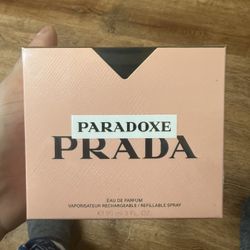 PARADOXE
PRADA
EAU DE PARFUM
VAPORISATEUR RECHARGEABLE / REFILLABLE SPRAY